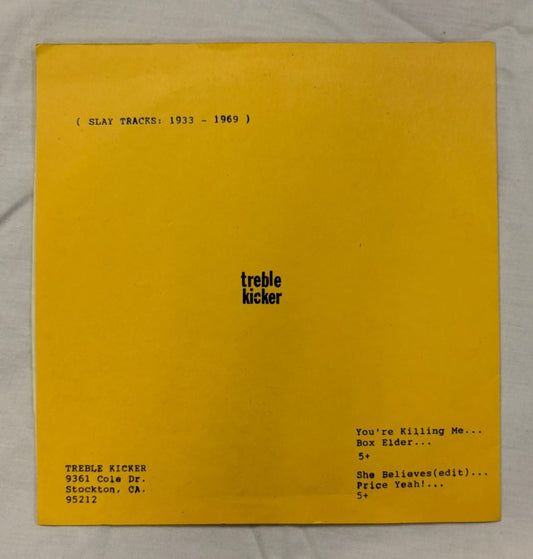 ( SLAY TRACKS: 1933 - 1969 )
treble
kicker
You're Killing Me...
Box Elder...
5+
She Believes(edit)...
Price Yeah!...
5+
TREBLE KICKER
9361 Cole Dr.
Stockton, CA.
95212